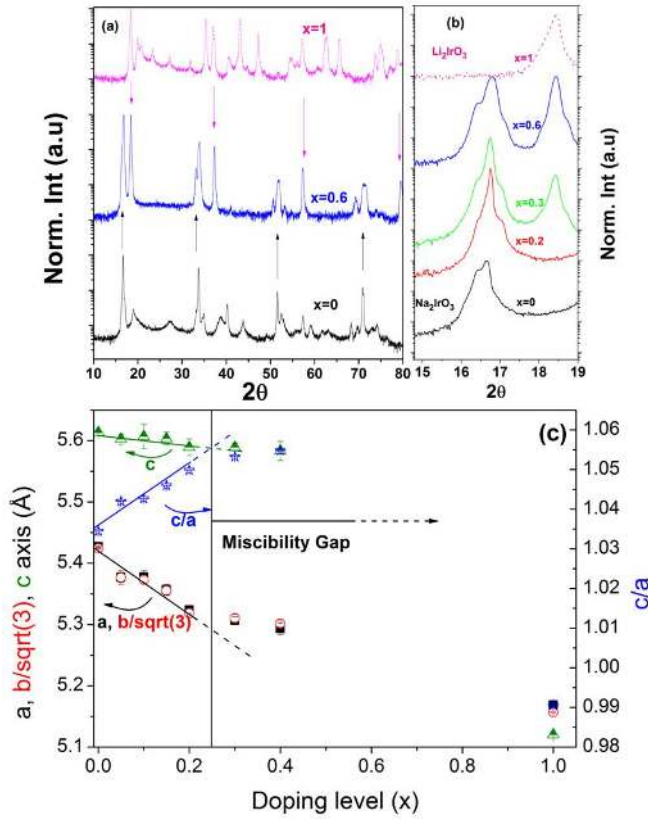 (a)
x=1
x=0.6
x=0
Norm. Int (a.u)
10 20 30 40 50 60 70 80
2θ
(b)
Li₂IrO₃
x=1
x=0.6
x=0.3
x=0.2
Na₂IrO₃
x=0
Norm. Int (a.u)
15 16 17 18 19
2θ
(c)
c
c/a
a, b/sqrt(3)
Miscibility Gap
a, b/sqrt(3), c axis (Å)
5.6
5.5
5.4
5.3
5.2
5.1
c/a
1.06
1.05
1.04
1.03
1.02
1.01
1.00
0.99
0.98
0.0 0.2 0.4 0.6 0.8 1.0
Doping level (x)